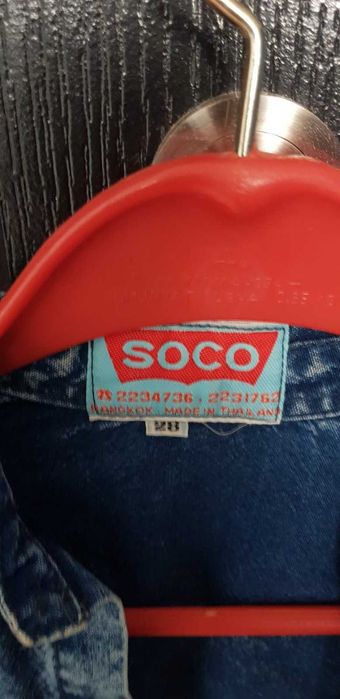 SOCO
☎ 2234736, 2231762
BANGKOK. MADE IN THAILAND
28